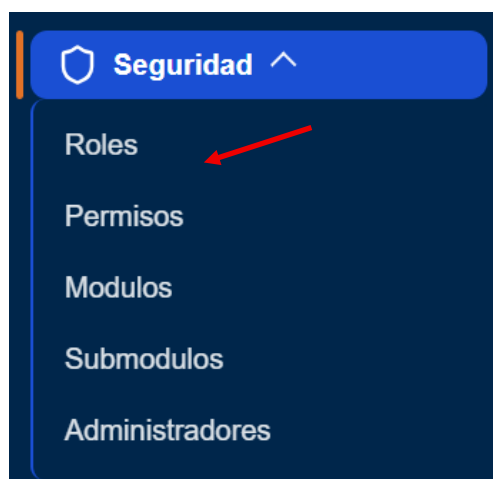 Seguridad
Roles
Permisos
Modulos
Submodulos
Administradores